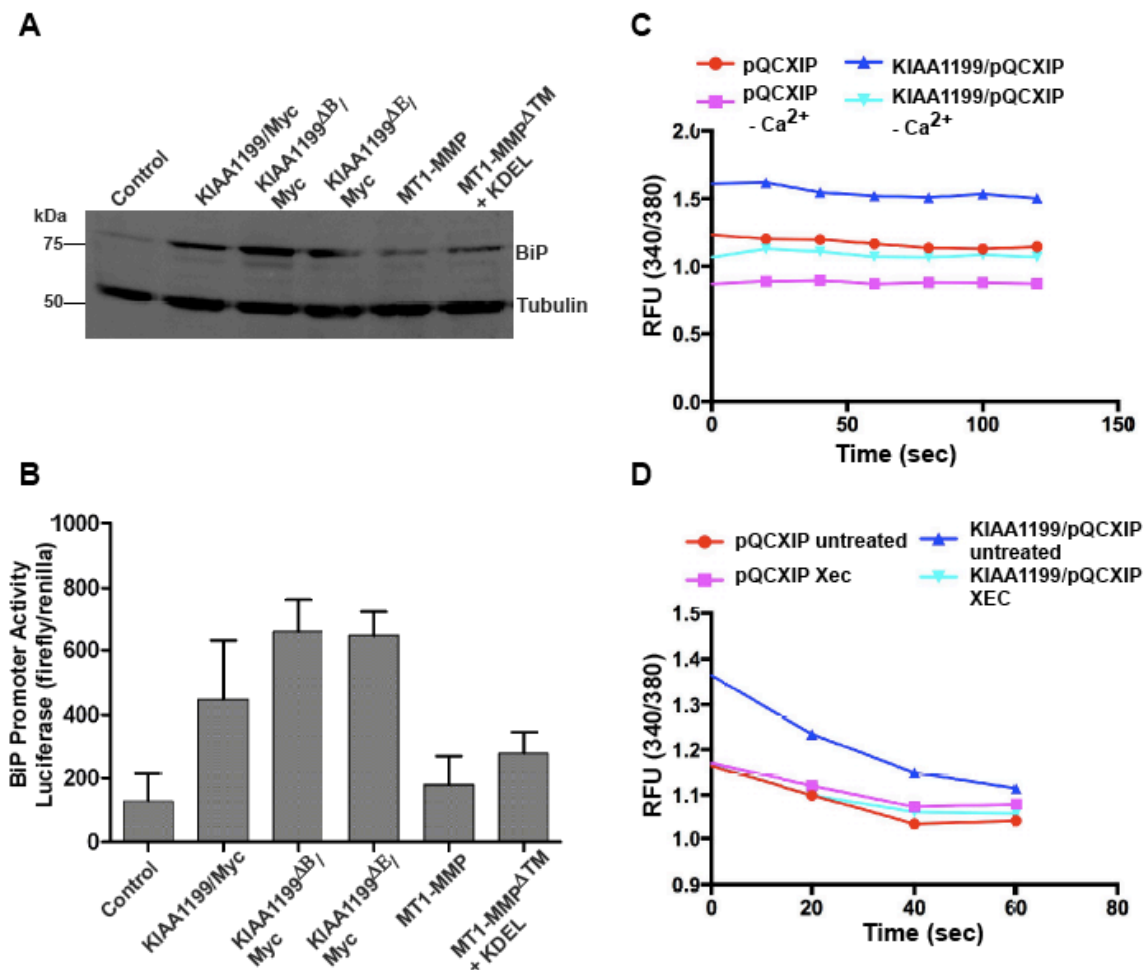 A
Control
KIAA1199/Myc
KIAA1199ΔB/
Myc
KIAA1199ΔE/
Myc
MT1-MMP
MT1-MMPΔTM
+ KDEL
kDa
75
50
BiP
Tubulin
B
BiP Promoter Activity
Luciferase (firefly/renilla)
1000
800
600
400
200
0
Control
KIAA1199/Myc
KIAA1199ΔB/
Myc
KIAA1199ΔE/
Myc
MT1-MMP
MT1-MMPΔTM
+ KDEL
C
pQCXIP
KIAA1199/pQCXIP
pQCXIP
- Ca2+
KIAA1199/pQCXIP
- Ca2+
RFU (340/380)
2.0
1.5
1.0
0.5
0.0
0
50
100
150
Time (sec)
D
pQCXIP untreated
KIAA1199/pQCXIP
untreated
pQCXIP Xec
KIAA1199/pQCXIP
XEC
RFU (340/380)
1.5
1.4
1.3
1.2
1.1
1.0
0.9
0
20
40
60
80
Time (sec)